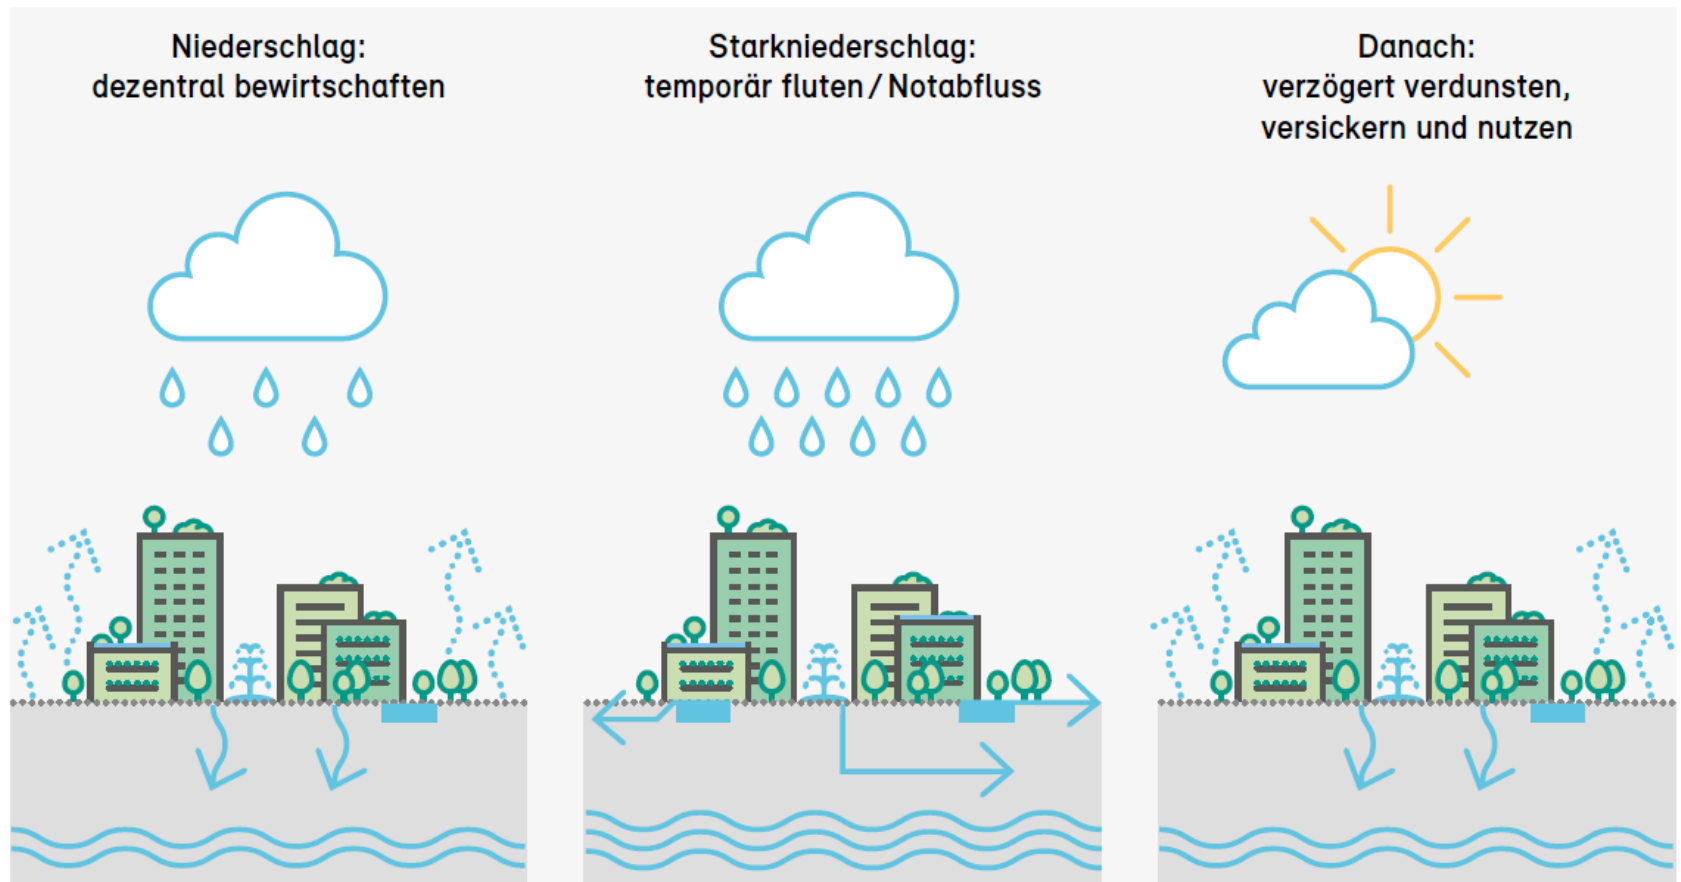 Niederschlag:
dezentral bewirtschaften
Starkniederschlag:
temporär fluten / Notabfluss
Danach:
verzögert verdunsten,
versickern und nutzen